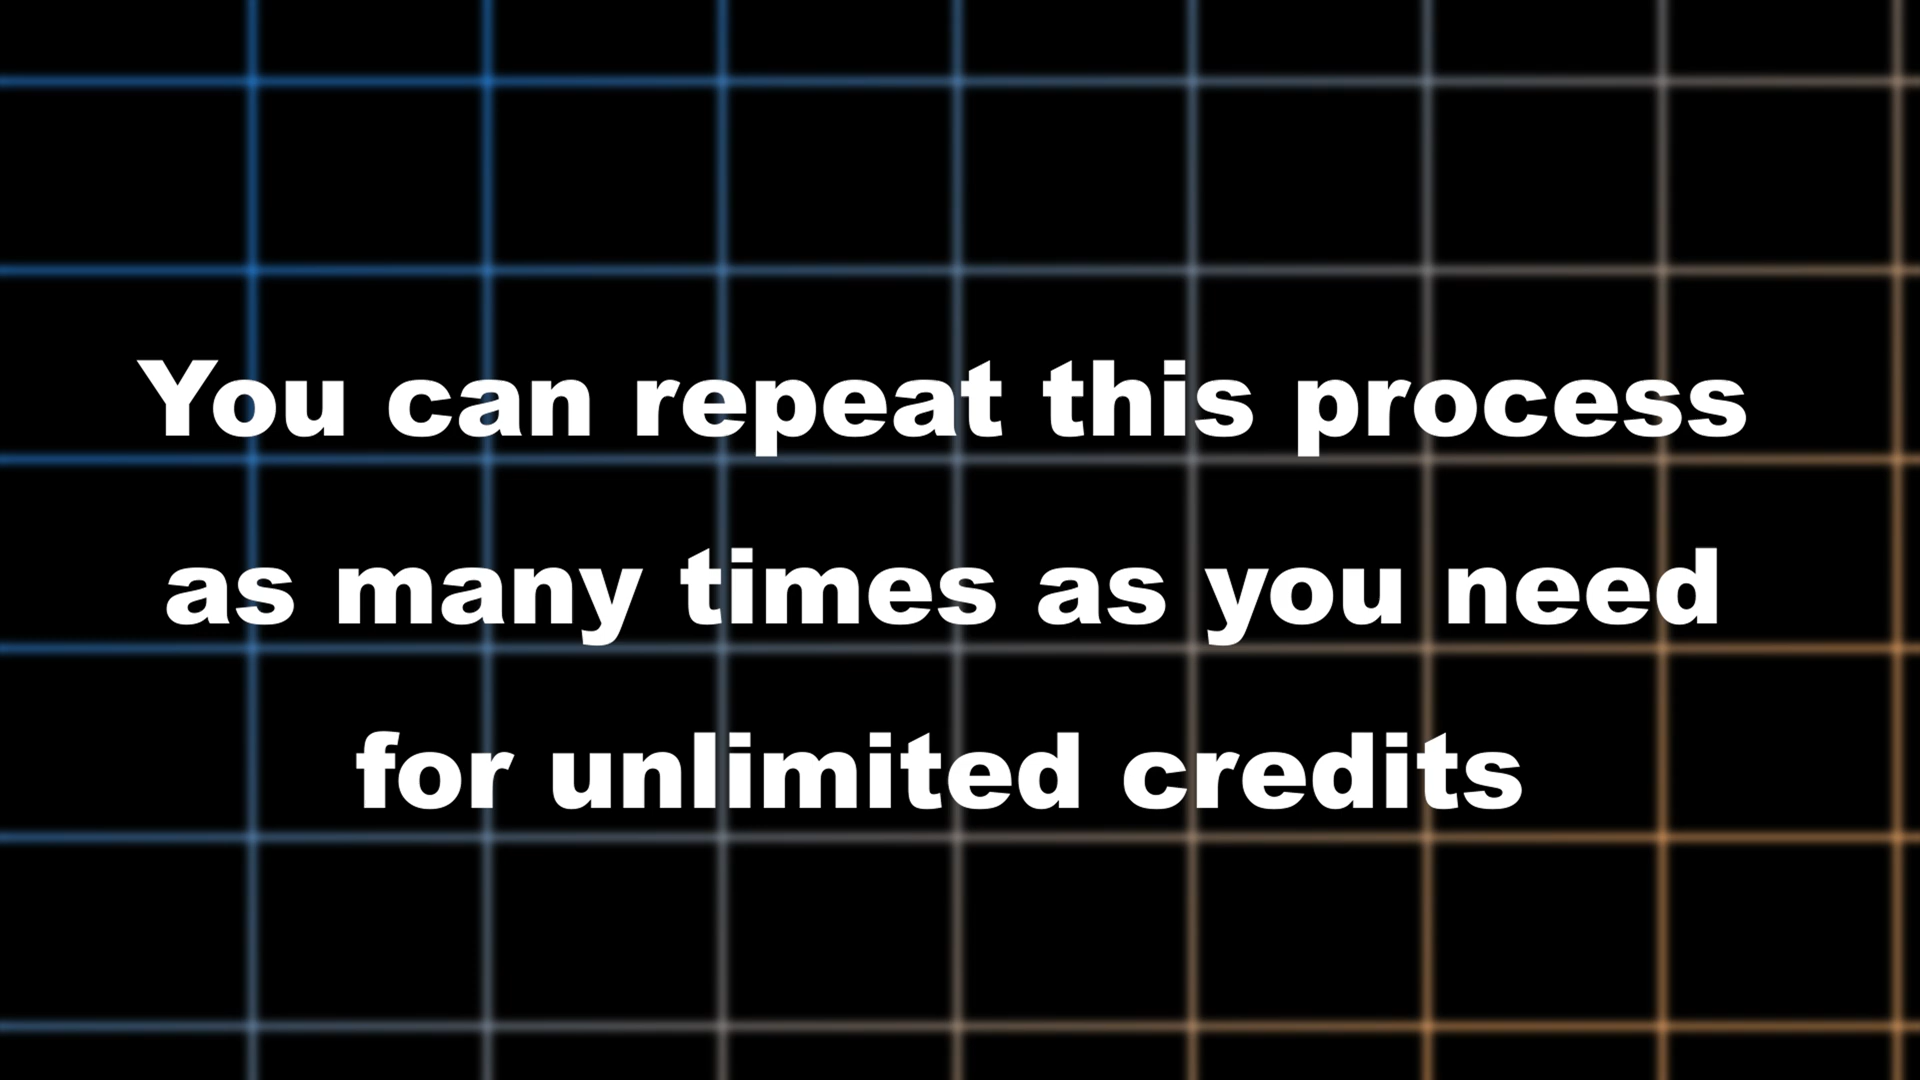 You can repeat this process
as many times as you need
for unlimited credits